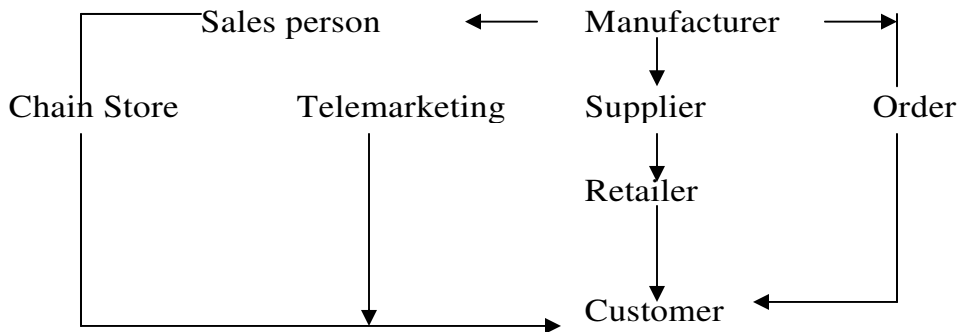 Sales person Manufacturer
Chain Store Telemarketing Supplier Order
Retailer
Customer